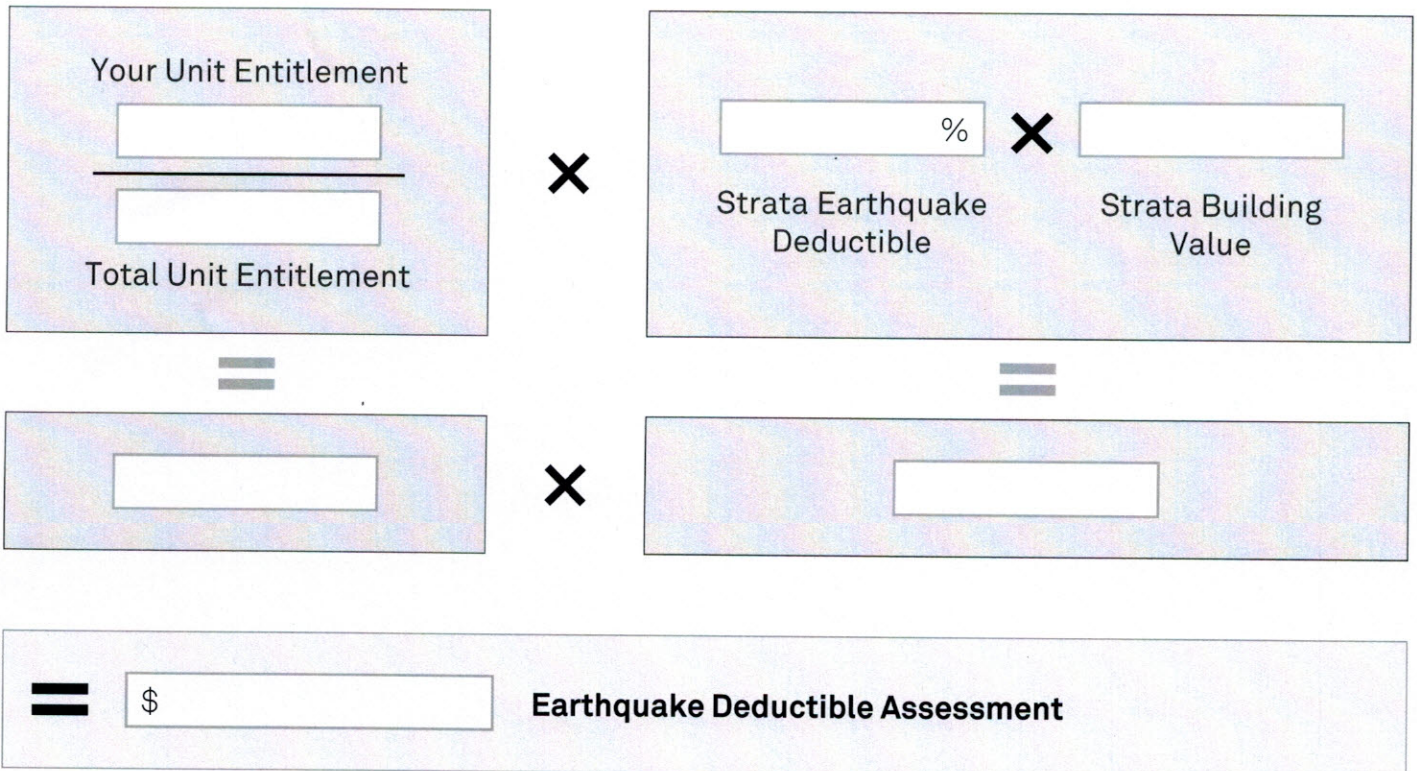 Your Unit Entitlement
Total Unit Entitlement
×
%
×
Strata Earthquake
Deductible
Strata Building
Value
=
=
×
=
$
Earthquake Deductible Assessment